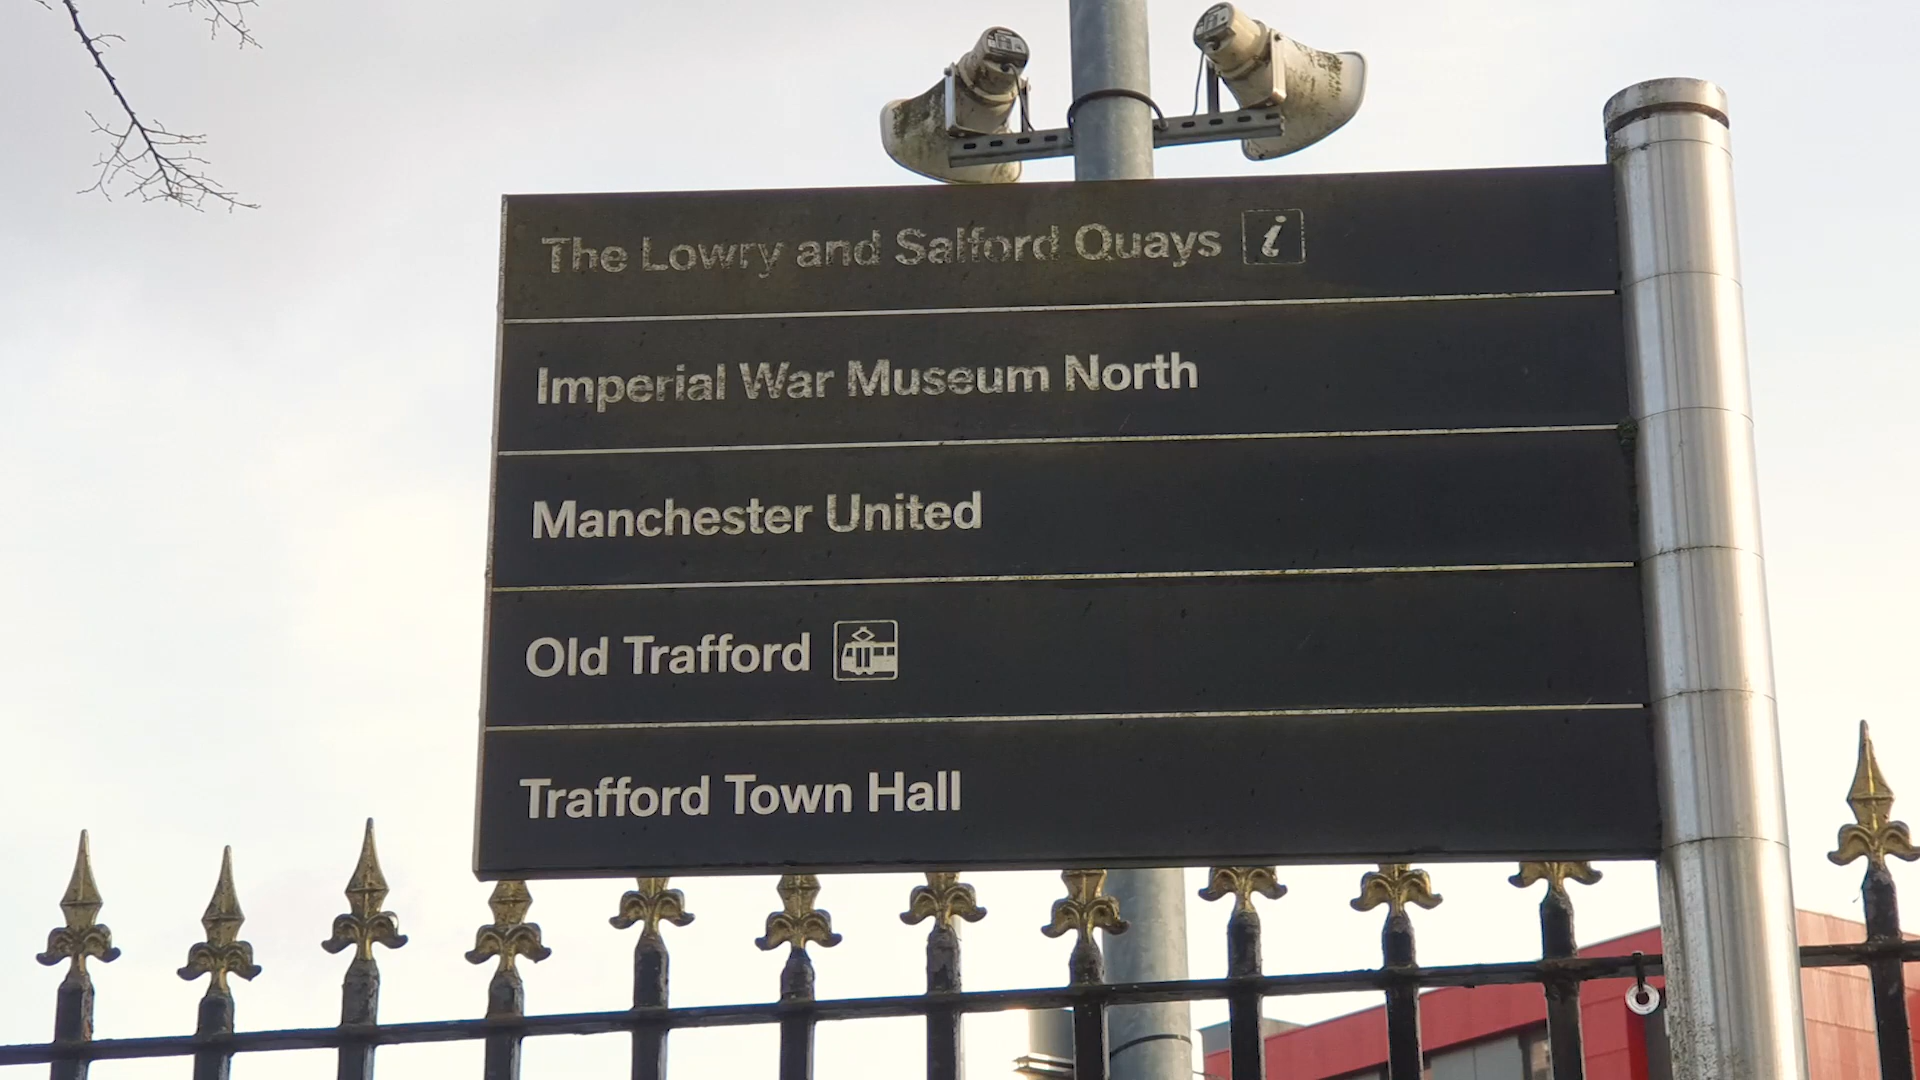 The Lowry and Salford Quays i
Imperial War Museum North
Manchester United
Old Trafford
Trafford Town Hall